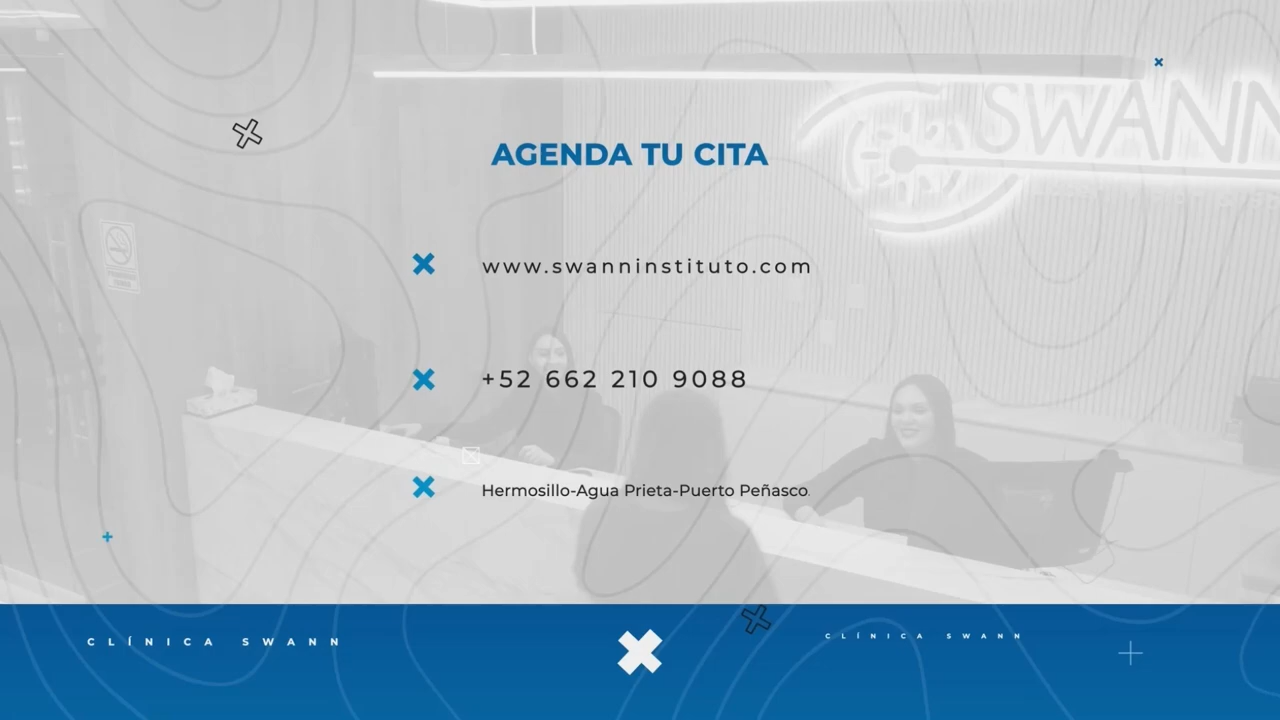 SWANN
AGENDA TU CITA
www.swanninstituto.com
+52 662 210 9088
Hermosillo-Agua Prieta-Puerto Peñasco.
CLÍNICA SWANN
CLÍNICA SWANN